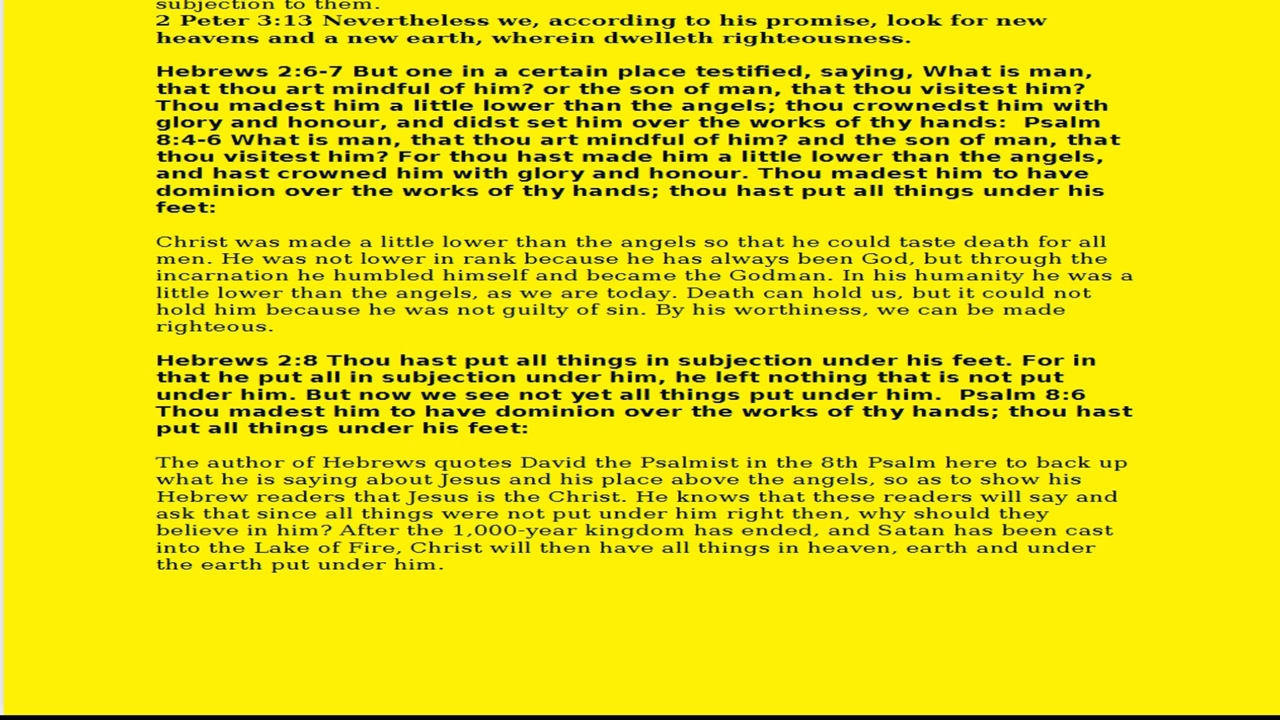 subjection to them.
2 Peter 3:13 Nevertheless we, according to his promise, look for new
heavens and a new earth, wherein dwelleth righteousness.
Hebrews 2:6-7 But one in a certain place testified, saying, What is man,
that thou art mindful of him? or the son of man, that thou visitest him?
Thou madest him a little lower than the angels; thou crownedst him with
glory and honour, and didst set him over the works of thy hands:  Psalm
8:4-6 What is man, that thou art mindful of him? and the son of man, that
thou visitest him? For thou hast made him a little lower than the angels,
and hast crowned him with glory and honour. Thou madest him to have
dominion over the works of thy hands; thou hast put all things under his
feet:
Christ was made a little lower than the angels so that he could taste death for all
men. He was not lower in rank because he has always been God, but through the
incarnation he humbled himself and became the Godman. In his humanity he was a
little lower than the angels, as we are today. Death can hold us, but it could not
hold him because he was not guilty of sin. By his worthiness, we can be made
righteous.
Hebrews 2:8 Thou hast put all things in subjection under his feet. For in
that he put all in subjection under him, he left nothing that is not put
under him. But now we see not yet all things put under him.  Psalm 8:6
Thou madest him to have dominion over the works of thy hands; thou hast
put all things under his feet:
The author of Hebrews quotes David the Psalmist in the 8th Psalm here to back up
what he is saying about Jesus and his place above the angels, so as to show his
Hebrew readers that Jesus is the Christ. He knows that these readers will say and
ask that since all things were not put under him right then, why should they
believe in him? After the 1,000-year kingdom has ended, and Satan has been cast
into the Lake of Fire, Christ will then have all things in heaven, earth and under
the earth put under him.